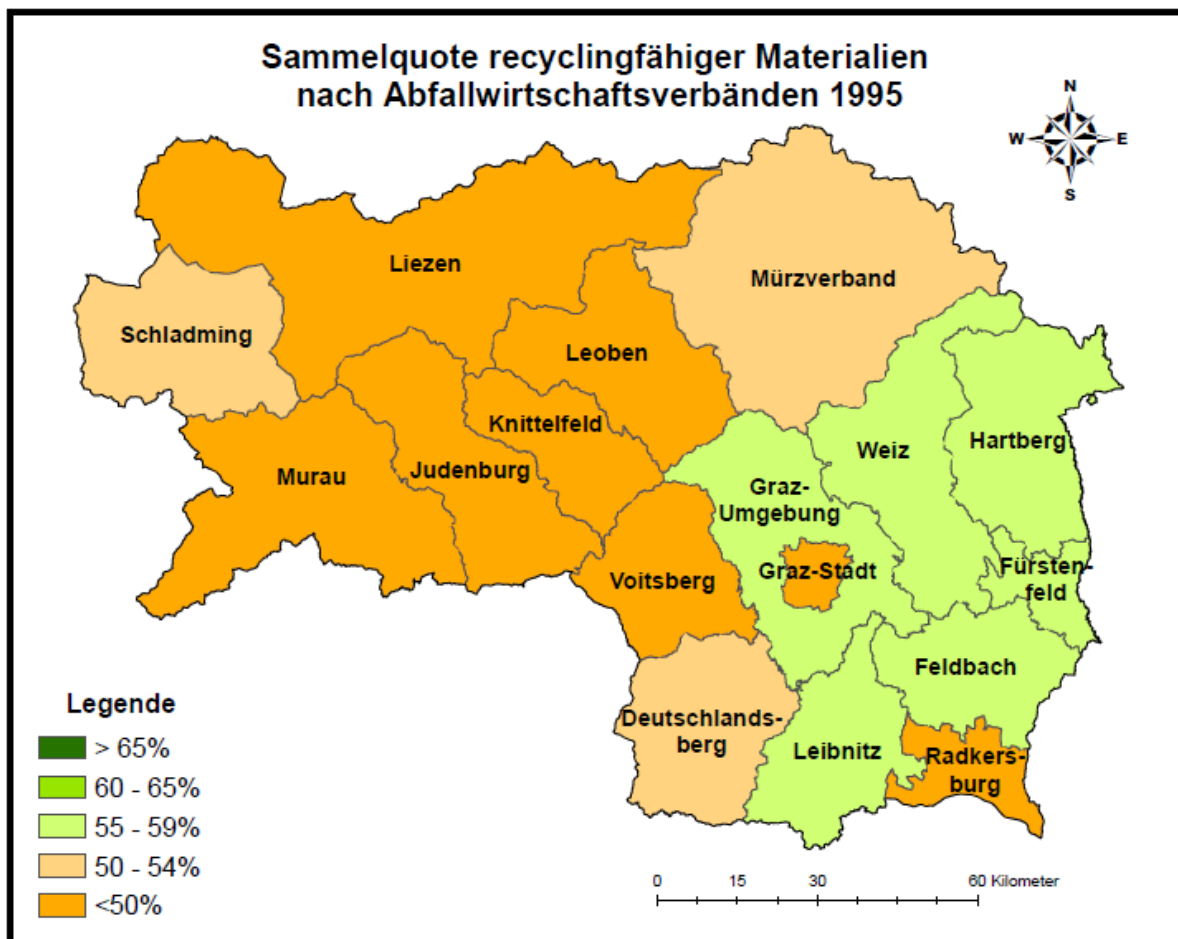 Sammelquote recyclingfähiger Materialien
nach Abfallwirtschaftsverbänden 1995
N
W
E
S
Liezen
Mürzverband
Schladming
Leoben
Knittelfeld
Weiz
Hartberg
Murau
Judenburg
Graz-
Umgebung
Voitsberg
Graz-Stadt
Fürsten-
feld
Feldbach
Deutschlands-
berg
Leibnitz
Radkers-
burg
Legende
> 65%
60 - 65%
55 - 59%
50 - 54%
<50%
0 15 30 60 Kilometer